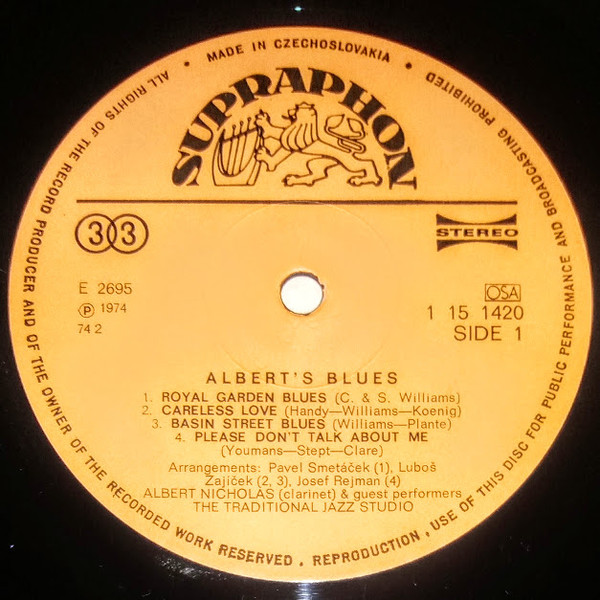 ALL RIGHTS OF THE RECORD PRODUCER AND OF THE OWNER OF THE RECORDED WORK RESERVED . REPRODUCTION , USE OF THIS DISC FOR PUBLIC PERFORMANCE AND BROADCASTING PROHIBITED
• MADE IN CZECHOSLOVAKIA •
SUPRAPHON
33
STEREO
E 2695
Ⓟ 1974
74 2
OSA
1 15 1420
SIDE 1
ALBERT'S BLUES
1. ROYAL GARDEN BLUES (C. & S. Williams)
2. CARELESS LOVE (Handy—Williams—Koenig)
3. BASIN STREET BLUES (Williams—Plante)
4. PLEASE DON'T TALK ABOUT ME
(Youmans—Stept—Clare)
Arrangements: Pavel Smetáček (1), Luboš
Zajíček (2, 3), Josef Rejman (4)
ALBERT NICHOLAS (clarinet) & guest performers
THE TRADITIONAL JAZZ STUDIO